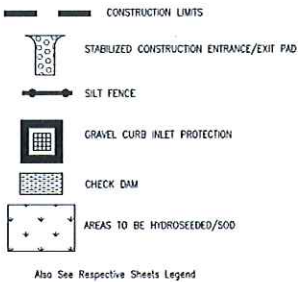 CONSTRUCTION LIMITS
STABILIZED CONSTRUCTION ENTRANCE/EXIT PAD
SILT FENCE
GRAVEL CURB INLET PROTECTION
CHECK DAM
AREAS TO BE HYDROSEEDED/SOD
Also See Respective Sheets Legend